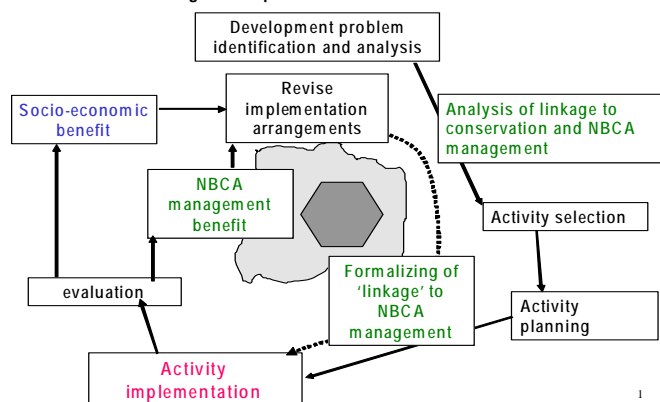 Development problem
identification and analysis
Revise
implementation
arrangements
Socio-economic
benefit
Analysis of linkage to
conservation and NBCA
management
NBCA
management
benefit
Activity selection
Formalizing of
'linkage' to
NBCA
management
evaluation
Activity
planning
Activity
implementation
1